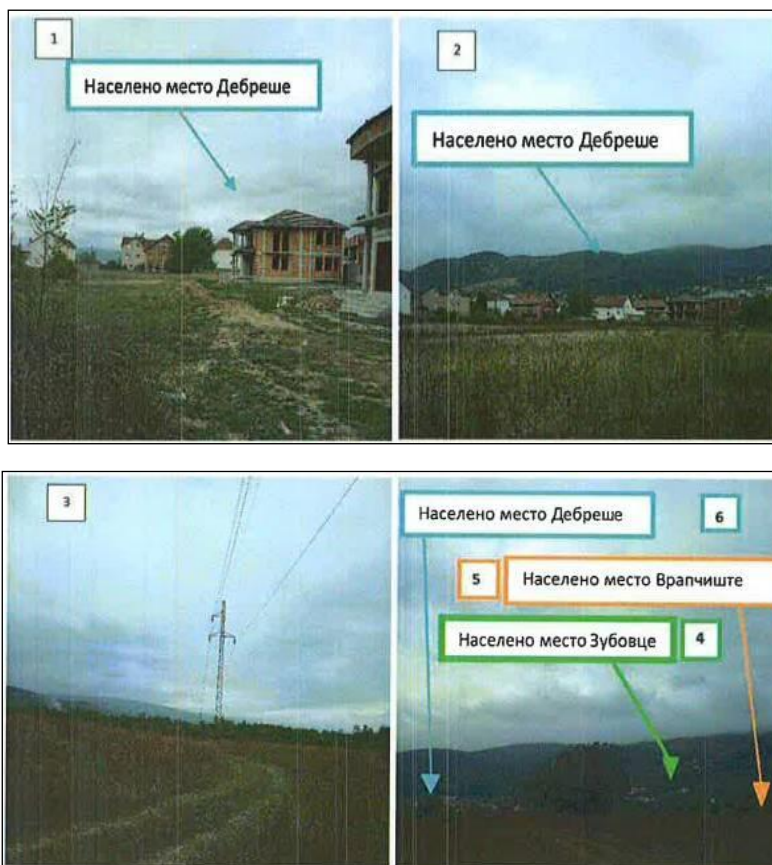 1
Населено место Дебреше
2
Населено место Дебреше
3
Населено место Дебреше
6
5
Населено место Врапчиште
Населено место Зубовце
4